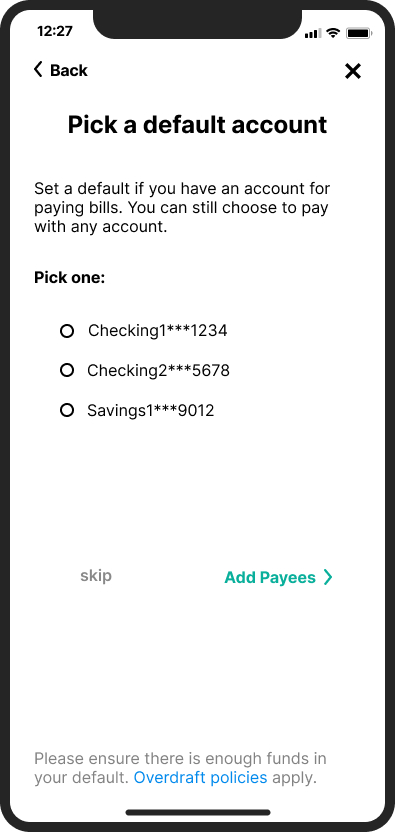 12:27
Back
Pick a default account
Set a default if you have an account for
paying bills. You can still choose to pay
with any account.
Pick one:
Checking1***1234
Checking2***5678
Savings1***9012
skip
Add Payees
Please ensure there is enough funds in
your default. Overdraft policies apply.